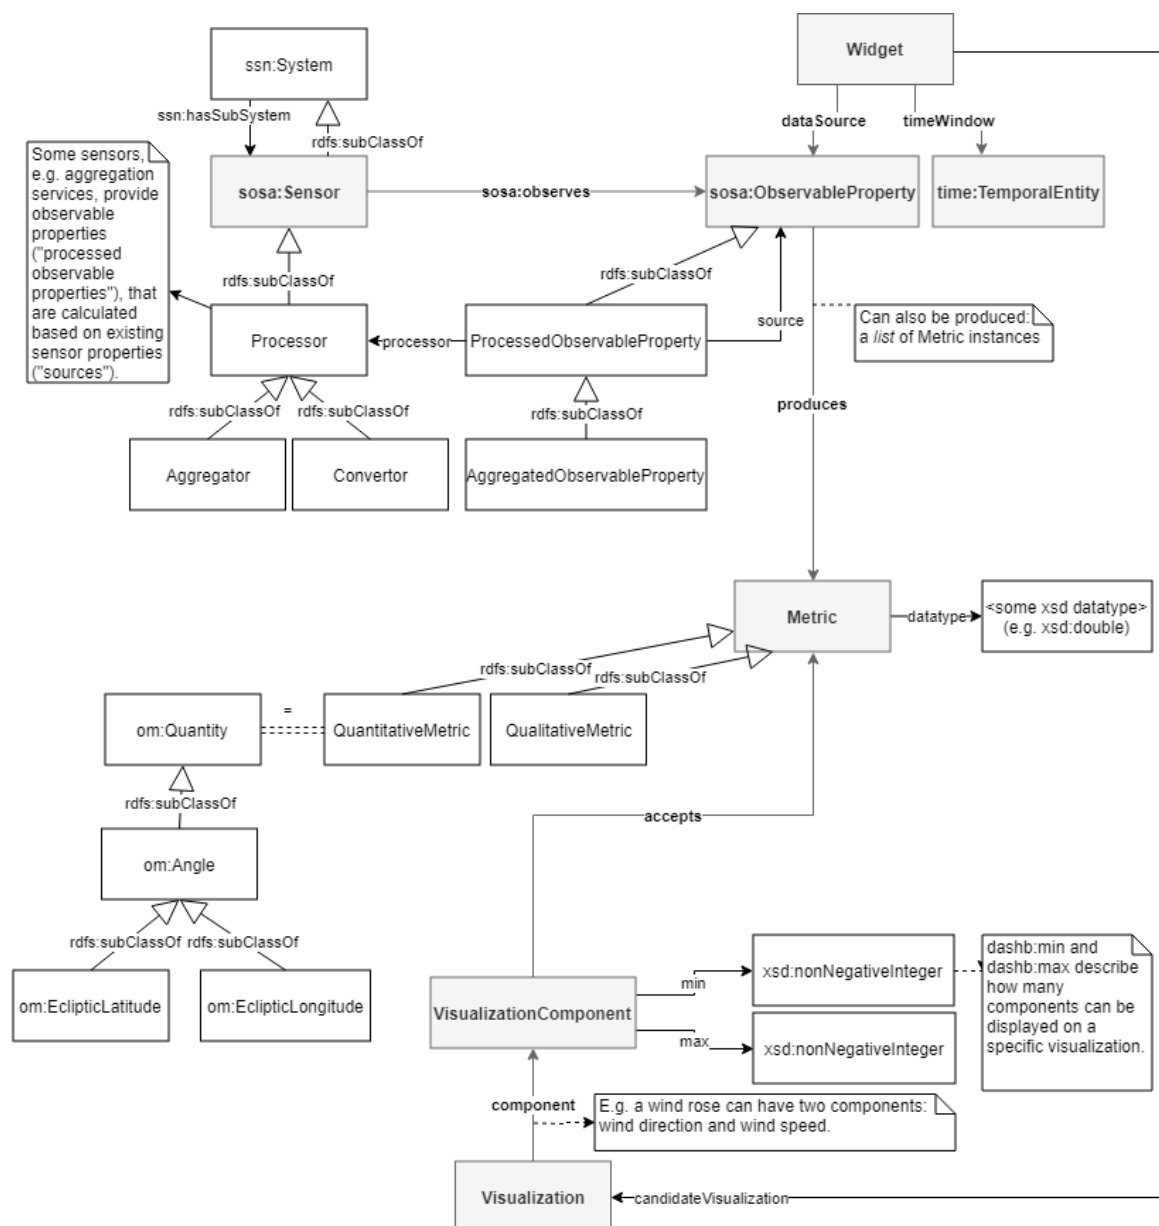 Widget
ssn:System
ssn:hasSubSystem
dataSource
timeWindow
rdfs:subClassOf
Some sensors,
e.g. aggregation
services, provide
observable
properties
("processed
observable
properties"), that
are calculated
based on existing
sensor properties
("sources").
sosa:Sensor
sosa:observes
sosa:ObservableProperty
time:TemporalEntity
rdfs:subClassOf
rdfs:subClassOf
Processor
processor
ProcessedObservableProperty
source
Can also be produced:
a list of Metric instances
rdfs:subClassOf
rdfs:subClassOf
rdfs:subClassOf
produces
Aggregator
Convertor
AggregatedObservableProperty
Metric
datatype
<some xsd datatype>
(e.g. xsd:double)
rdfs:subClassOf
rdfs:subClassOf
om:Quantity
=
QuantitativeMetric
QualitativeMetric
rdfs:subClassOf
accepts
om:Angle
rdfs:subClassOf
rdfs:subClassOf
om:EclipticLatitude
om:EclipticLongitude
VisualizationComponent
min
xsd:nonNegativeInteger
max
xsd:nonNegativeInteger
dashb:min and
dashb:max describe
how many
components can be
displayed on a
specific visualization.
component
E.g. a wind rose can have two components:
wind direction and wind speed.
Visualization
candidateVisualization